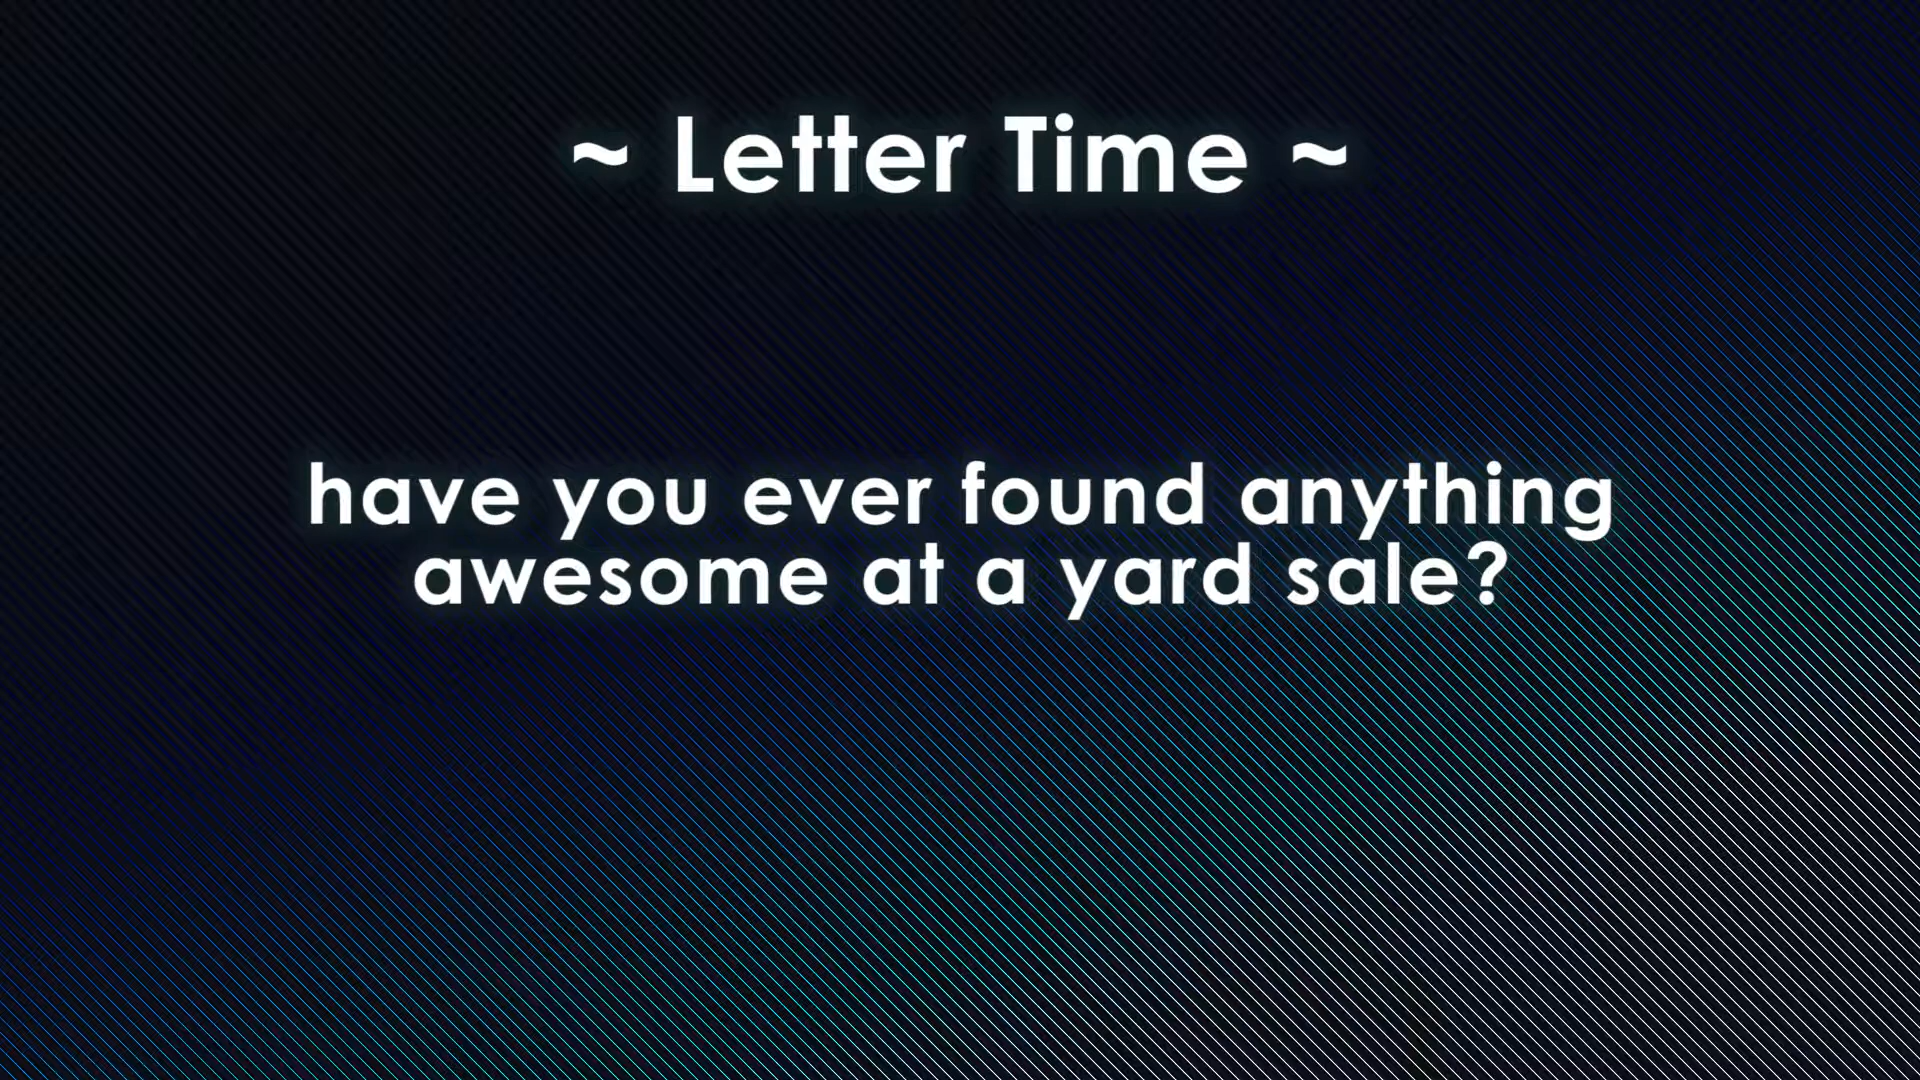 ~ Letter Time ~
have you ever found anything
awesome at a yard sale?